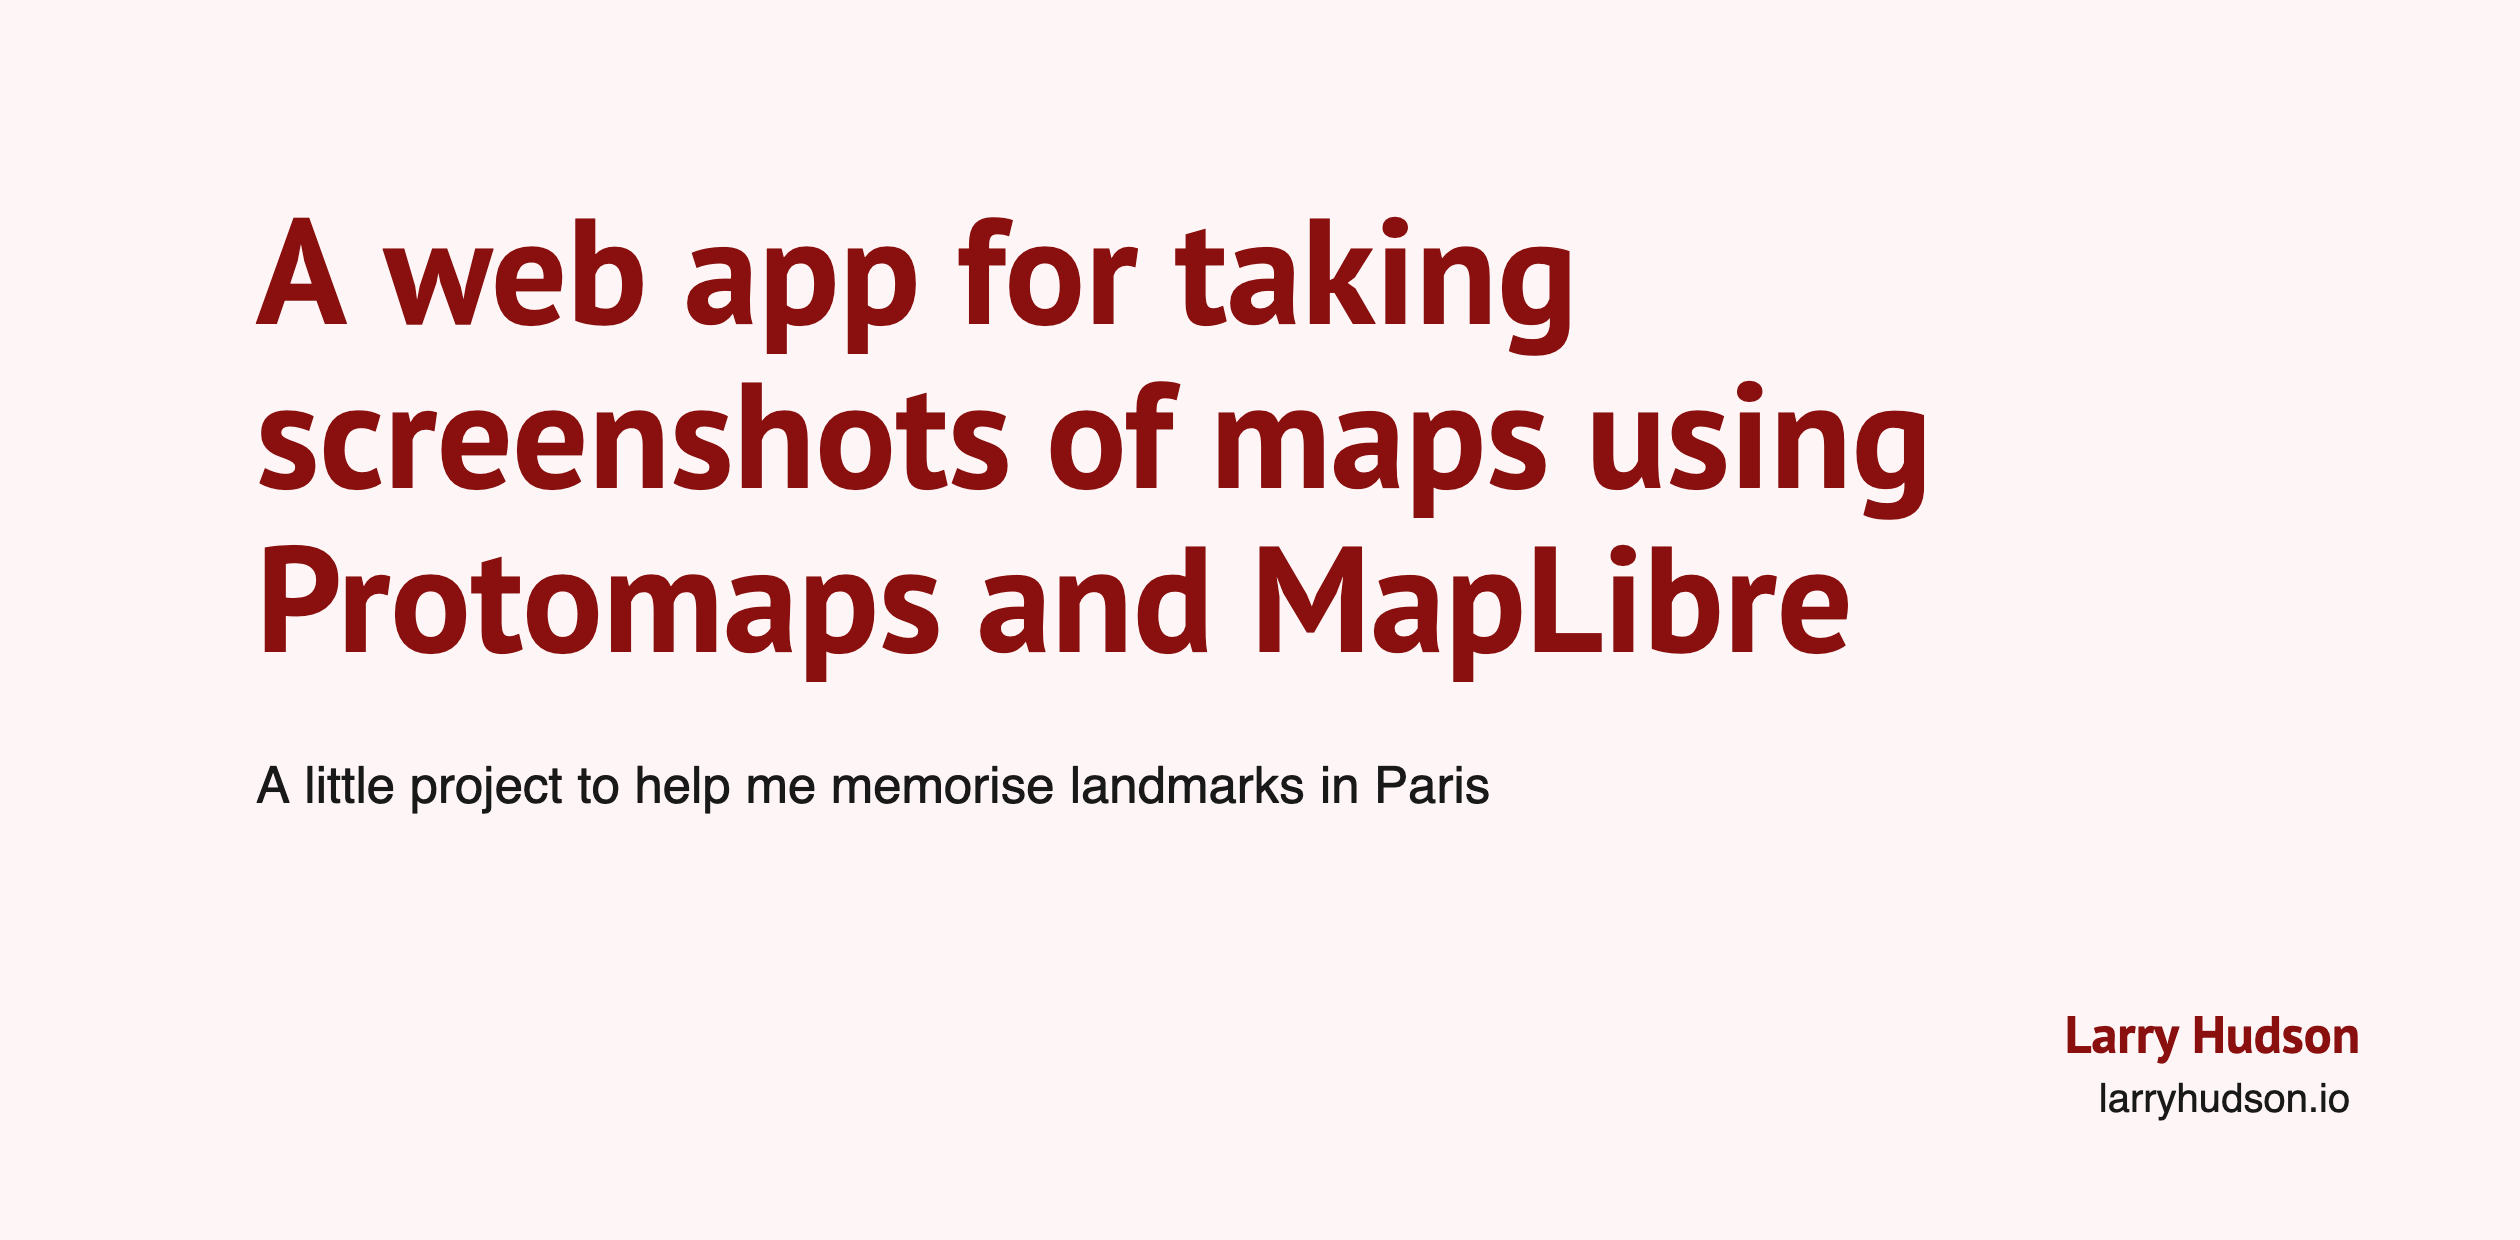 A web app for taking
screenshots of maps using
Protomaps and MapLibre
A little project to help me memorise landmarks in Paris
Larry Hudson
larryhudson.io